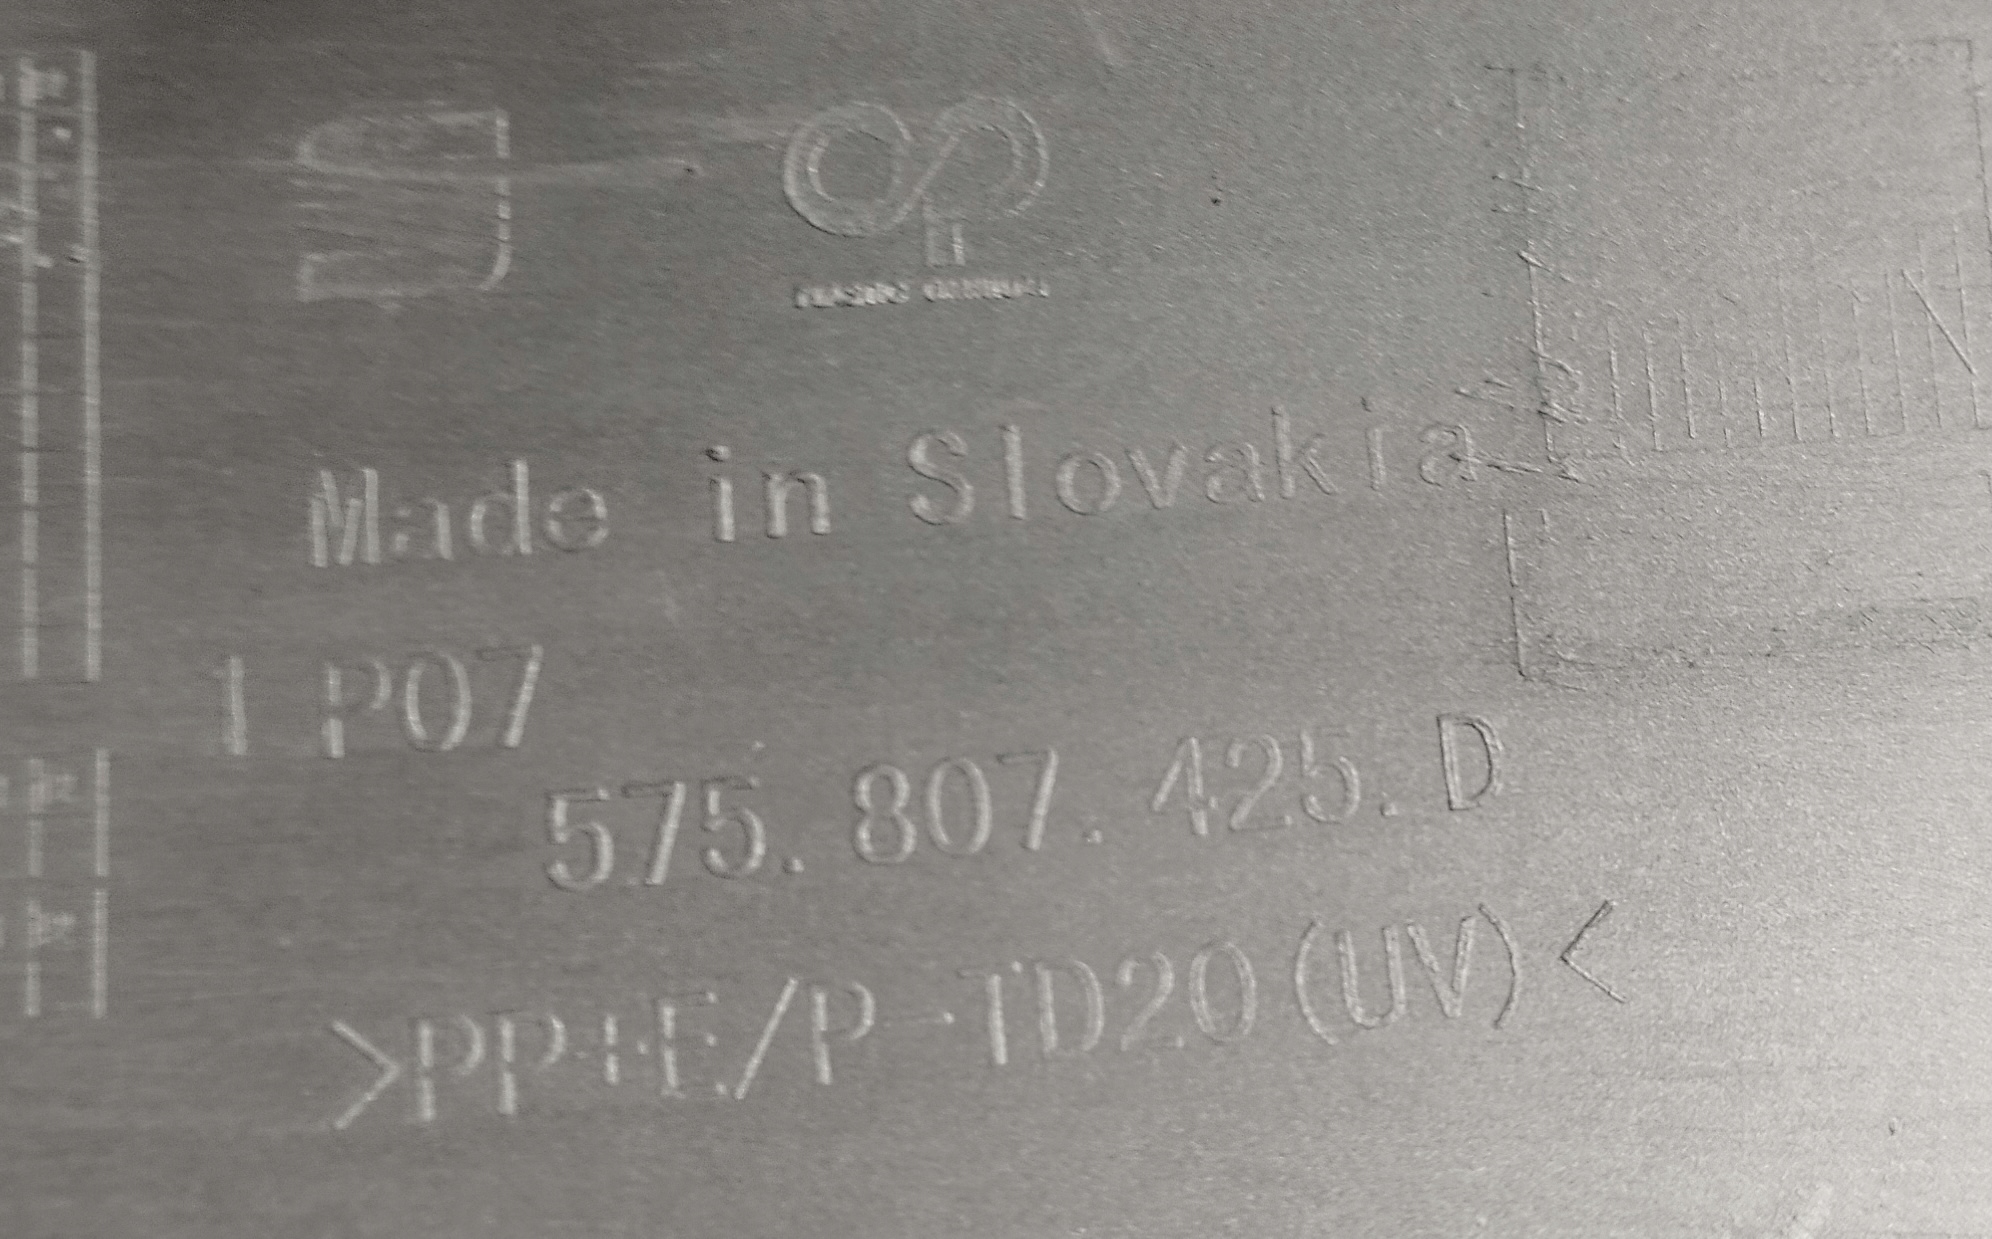 Made in Slovakia
1 P07
575.807.425.D
>PP+E/P-TD20(UV)<